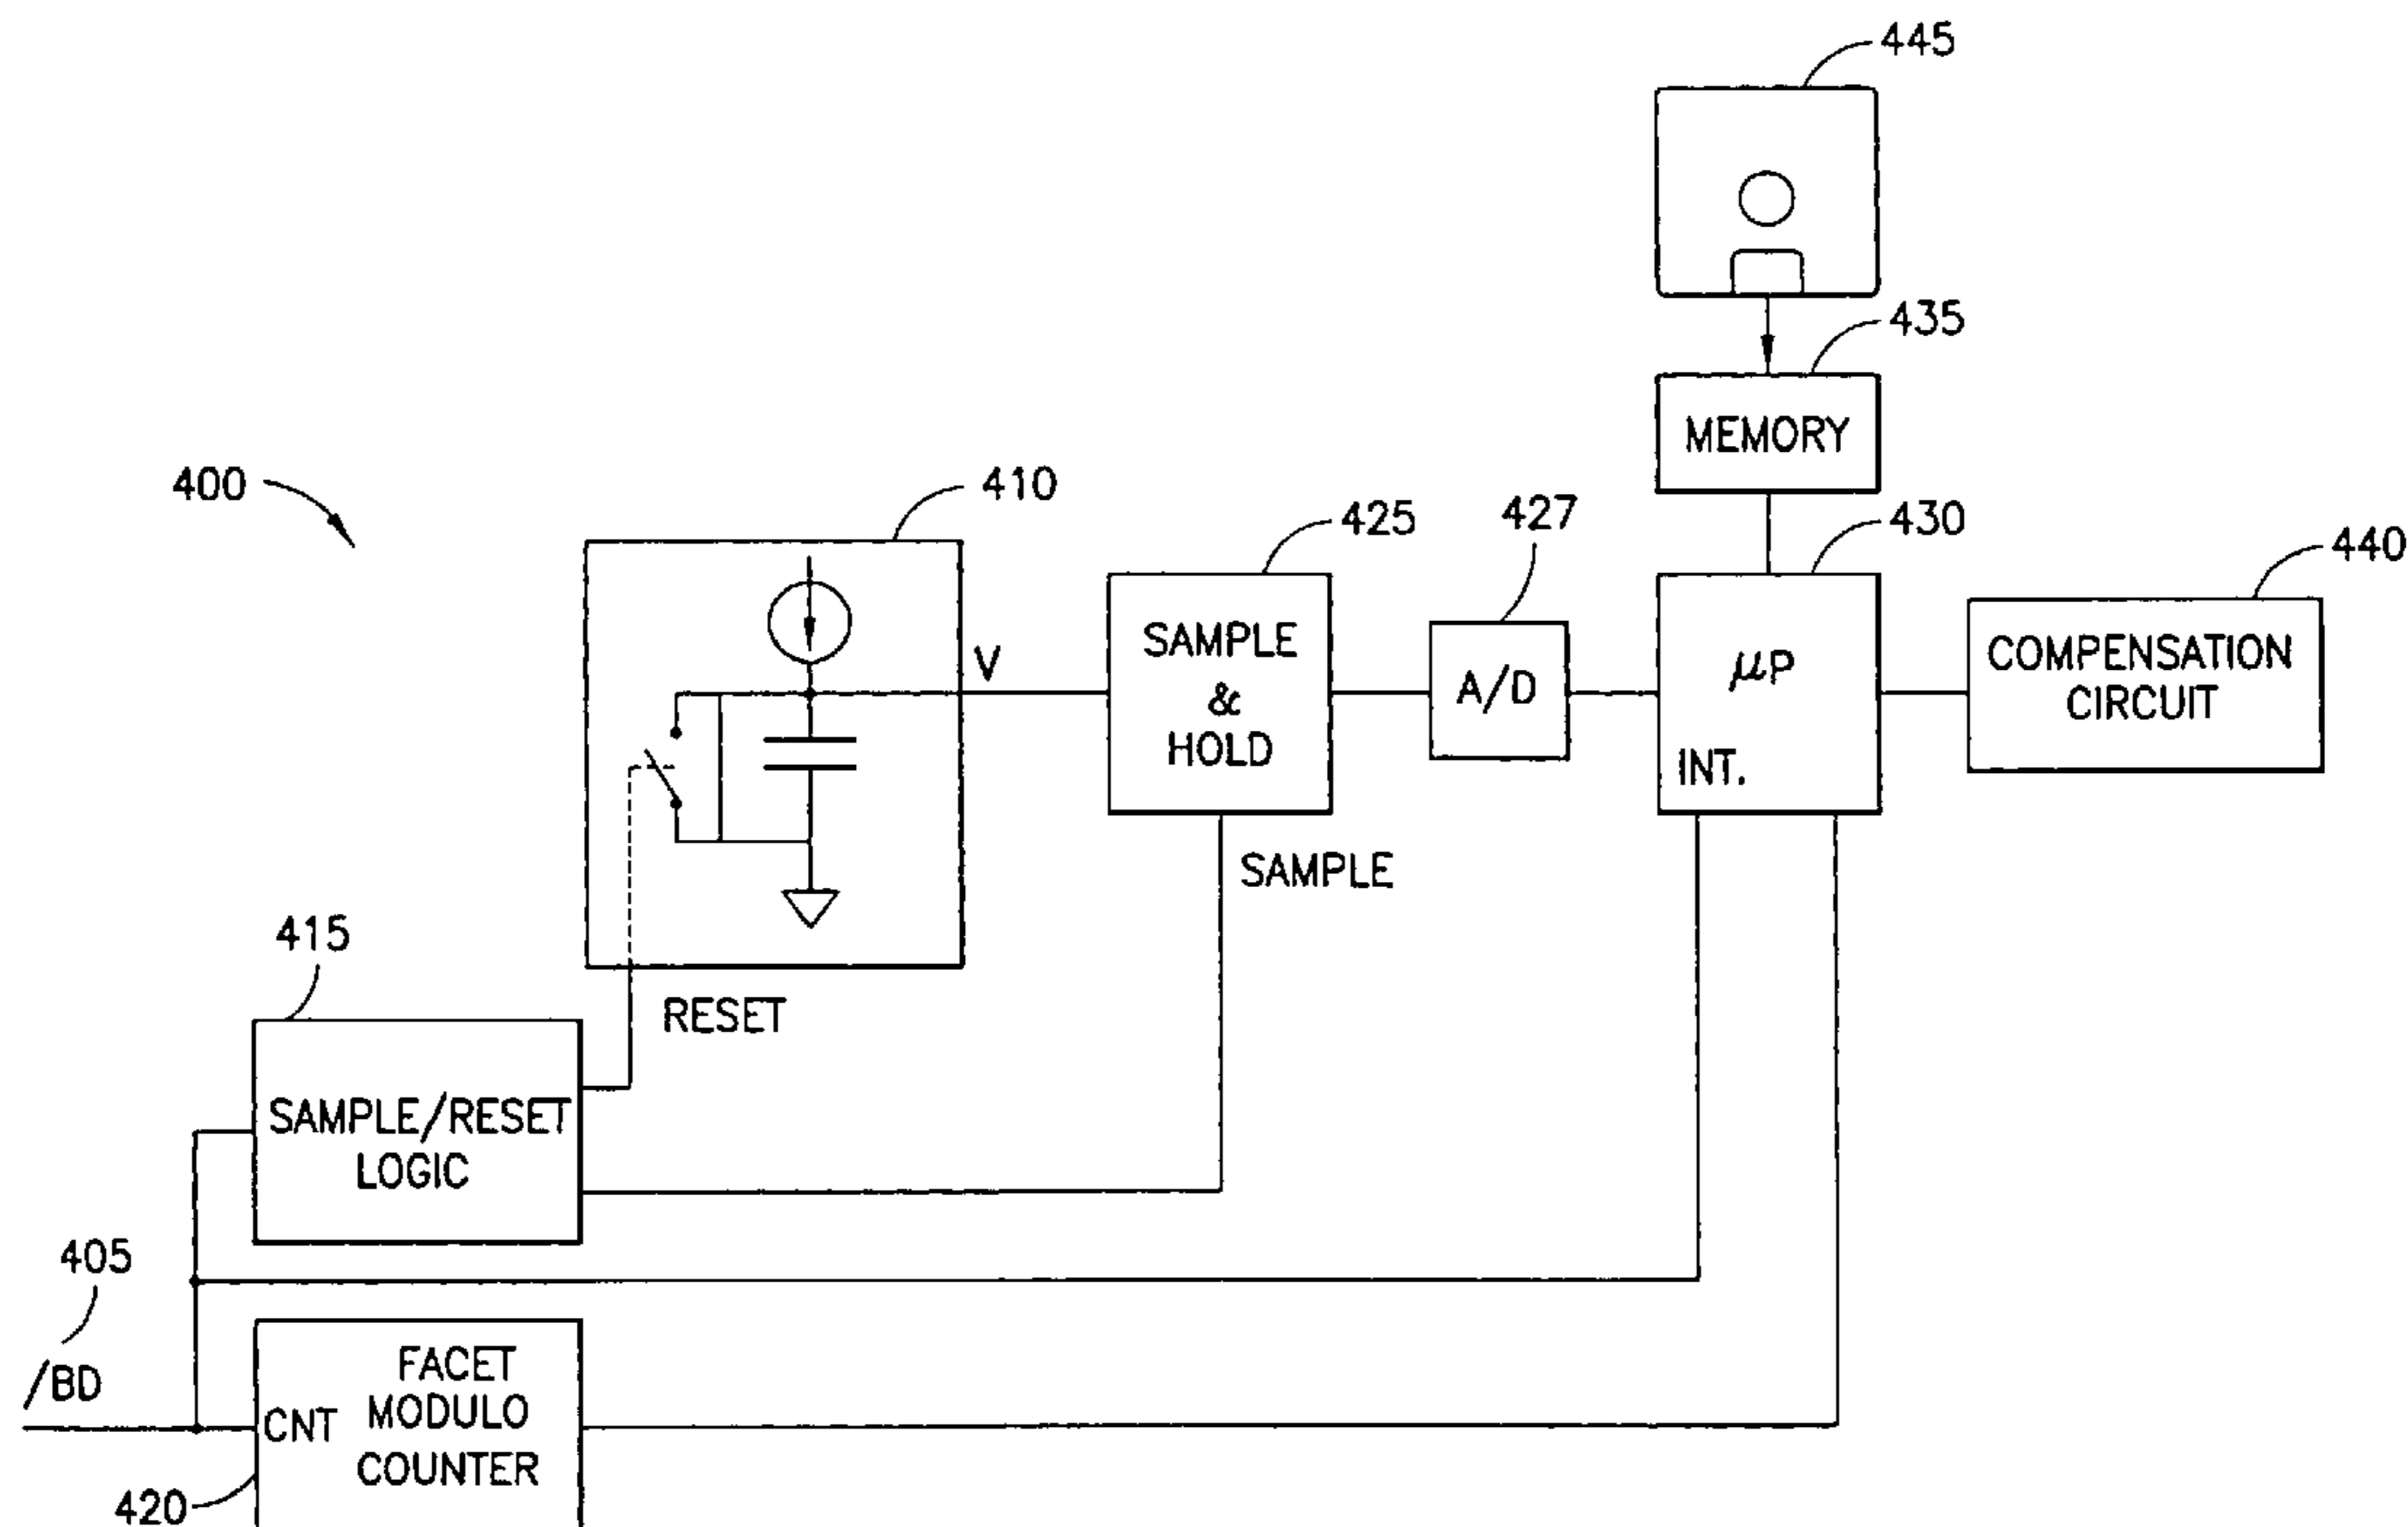 445
435
MEMORY
400
410
425
427
430
440
V
SAMPLE
&
HOLD
A/D
μP
INT.
COMPENSATION
CIRCUIT
SAMPLE
415
RESET
SAMPLE/RESET
LOGIC
405
/BD
CNT
FACET
MODULO
COUNTER
420